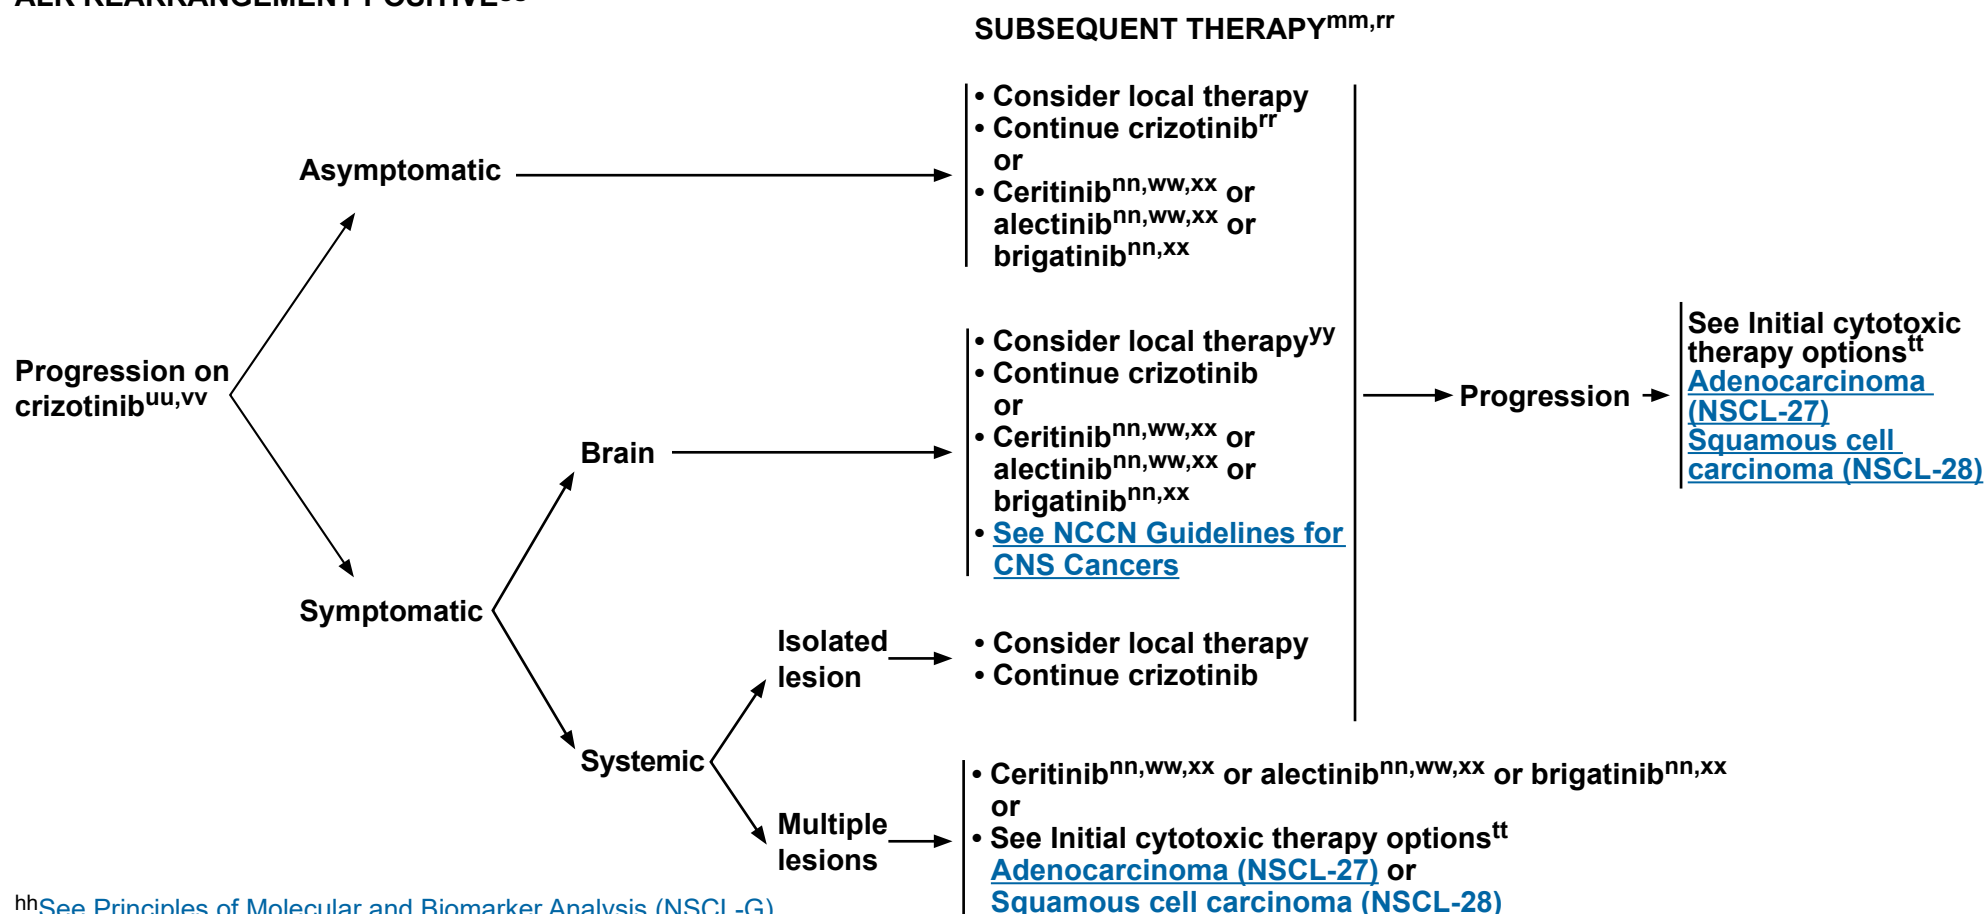 ALK REARRANGEMENT POSITIVE
SUBSEQUENT THERAPYmm,rr
• Consider local therapy
• Continue crizotinibrr
or
• Ceritinibnn,ww,xx or
alectinibnn,ww,xx or
brigatinibnn,xx
Asymptomatic
Progression on
crizotinibuu,vv
Symptomatic
Brain
• Consider local therapyyy
• Continue crizotinib
or
• Ceritinibnn,ww,xx or
alectinibnn,ww,xx or
brigatinibnn,xx
• See NCCN Guidelines for
CNS Cancers
Systemic
Isolated
lesion
• Consider local therapy
• Continue crizotinib
Multiple
lesions
• Ceritinibnn,ww,xx or alectinibnn,ww,xx or brigatinibnn,xx
or
• See Initial cytotoxic therapy optionstt
Adenocarcinoma (NSCL-27) or
Squamous cell carcinoma (NSCL-28)
Progression
See Initial cytotoxic
therapy optionstt
Adenocarcinoma
(NSCL-27)
Squamous cell
carcinoma (NSCL-28)
hhSee Principles of Molecular and Biomarker Analysis (NSCL-G)